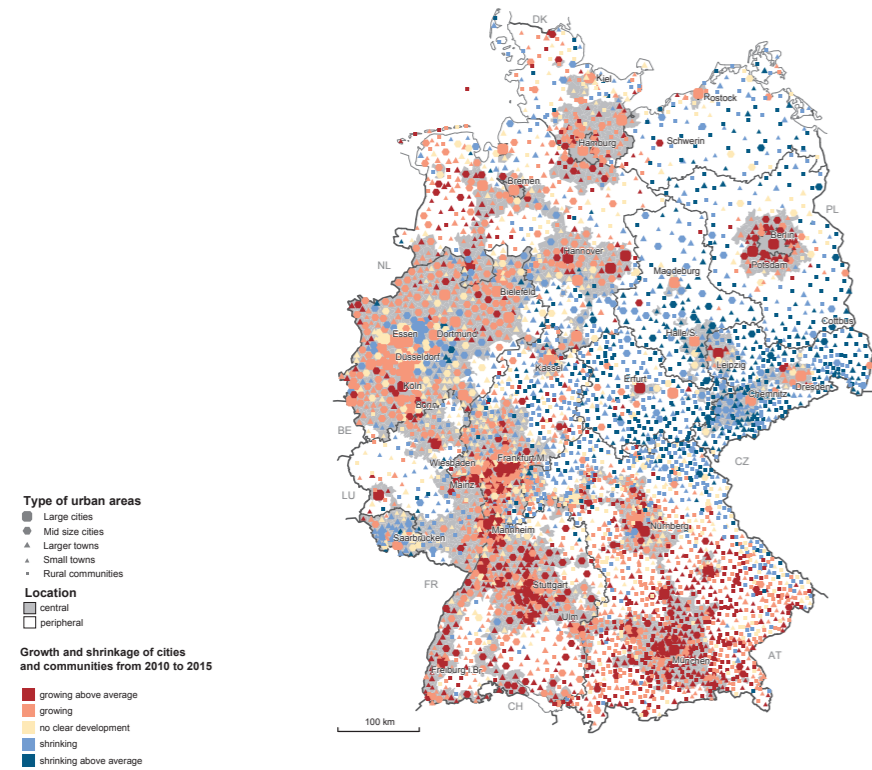 DK
Kiel
Rostock
Hamburg
Schwerin
Bremen
PL
Berlin
Hannover
Potsdam
NL
Magdeburg
Bielefeld
Cottbus
Essen
Dortmund
Halle S.
Düsseldorf
Leipzig
Kassel
Erfurt
Dresden
Köln
Chemnitz
Bonn
BE
Wiesbaden
Frankfurt M.
CZ
Mainz
LU
Nürnberg
Mannheim
Saarbrücken
FR
Stuttgart
Ulm
München
AT
Freiburg i.Br.
CH
100 km
Type of urban areas
Large cities
Mid size cities
Larger towns
Small towns
Rural communities
Location
central
peripheral
Growth and shrinkage of cities
and communities from 2010 to 2015
growing above average
growing
no clear development
shrinking
shrinking above average